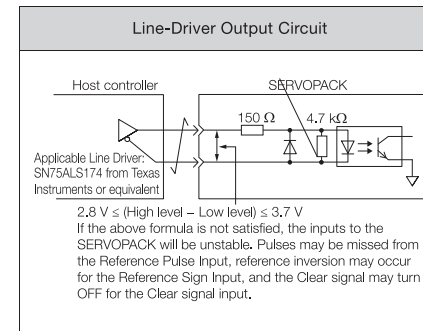 Line-Driver Output Circuit
Host controller
SERVOPACK
150 Ω
4.7 kΩ
Applicable Line Driver:
SN75ALS174 from Texas
Instruments or equivalent
2.8 V ≤ (High level – Low level) ≤ 3.7 V
If the above formula is not satisfied, the inputs to the
SERVOPACK will be unstable. Pulses may be missed from
the Reference Pulse Input, reference inversion may occur
for the Reference Sign Input, and the Clear signal may turn
OFF for the Clear signal input.